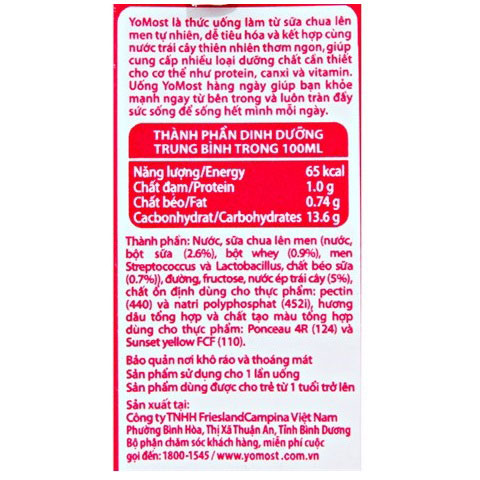 YoMost là thức uống làm từ sữa chua lên
men tự nhiên, dễ tiêu hóa và kết hợp cùng
nước trái cây thiên nhiên thơm ngon, giúp
cung cấp nhiều loại dưỡng chất cần thiết
cho cơ thể như protein, canxi và vitamin.
Uống YoMost hàng ngày giúp bạn khỏe
mạnh ngay từ bên trong và luôn tràn đầy
sức sống để sống hết mình mỗi ngày.
THÀNH PHẦN DINH DƯỠNG
TRUNG BÌNH TRONG 100ML
Năng lượng/Energy 65 kcal
Chất đạm/Protein 1.0 g
Chất béo/Fat 0.74 g
Cacbonhydrat/Carbohydrates 13.6 g
Thành phần: Nước, sữa chua lên men (nước,
bột sữa (2.6%), bột whey (0.9%), men
Streptococcus và Lactobacillus, chất béo sữa
(0.7%)), đường, fructose, nước ép trái cây (5%),
chất ổn định dùng cho thực phẩm: pectin
(440) và natri polyphosphat (452i), hương
dâu tổng hợp và chất tạo màu tổng hợp
dùng cho thực phẩm: Ponceau 4R (124) và
Sunset yellow FCF (110).
Bảo quản nơi khô ráo và thoáng mát
Sản phẩm sử dụng cho 1 lần uống
Sản phẩm dùng được cho trẻ từ 1 tuổi trở lên
Sản xuất tại:
Công ty TNHH FrieslandCampina Việt Nam
Phường Bình Hòa, Thị Xã Thuận An, Tỉnh Bình Dương
Bộ phận chăm sóc khách hàng, miễn phí cuộc
gọi đến: 1800-1545 / www.yomost.com.vn